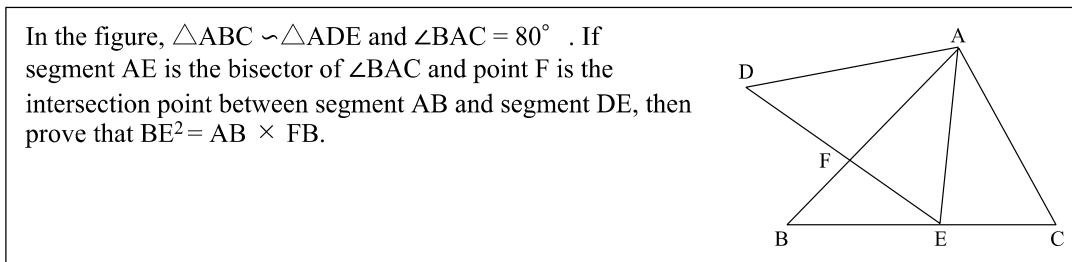 In the figure, △ABC ∽△ADE and ∠BAC = 80° . If
segment AE is the bisector of ∠BAC and point F is the
intersection point between segment AB and segment DE, then
prove that BE² = AB × FB.
A
D
F
B
E
C